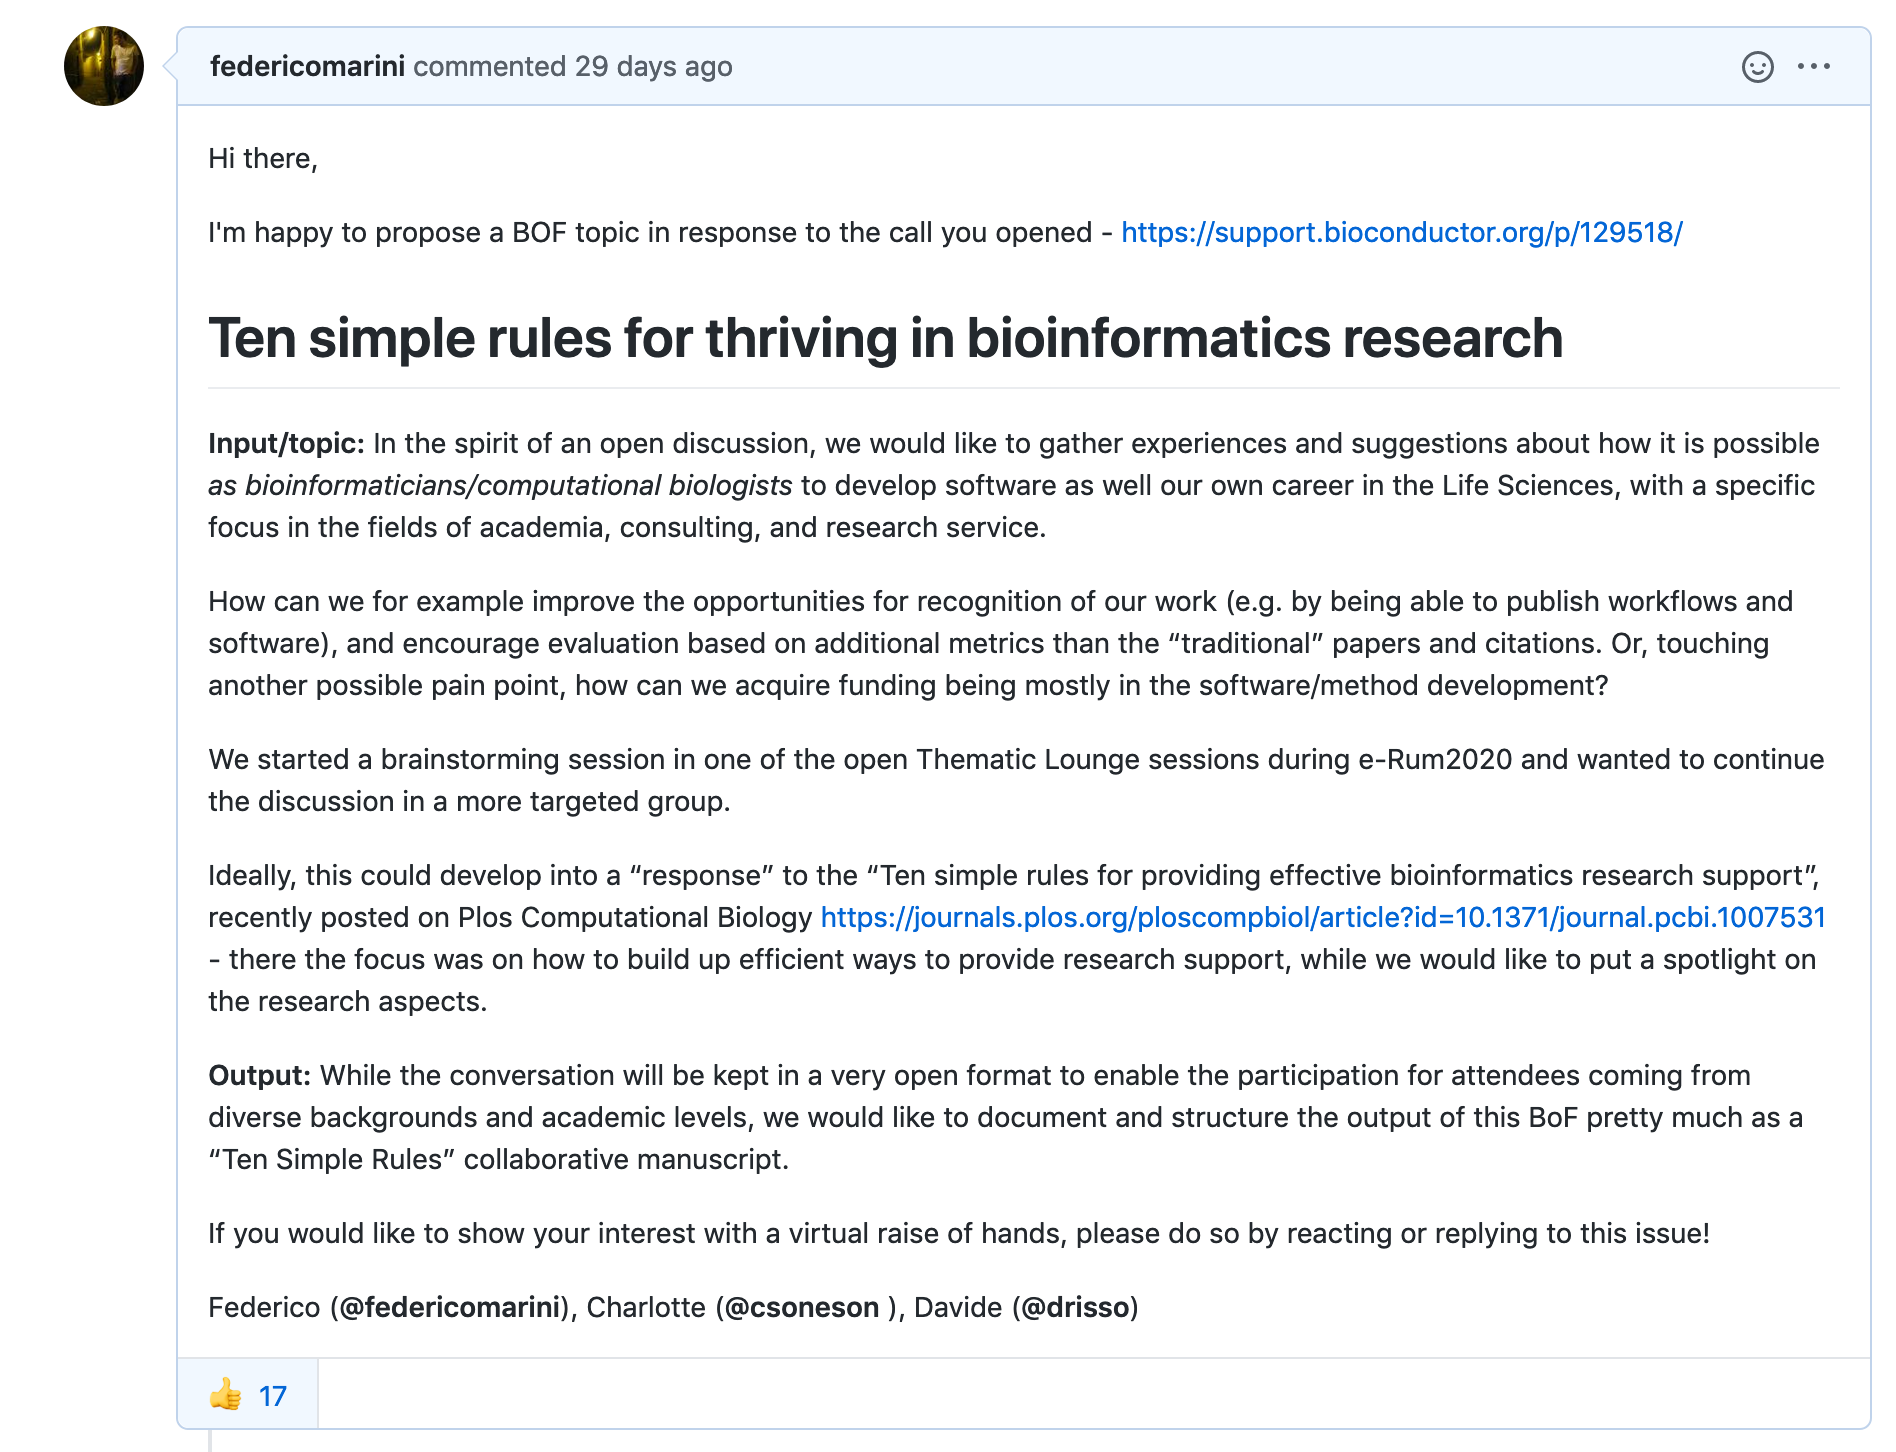 federicomarini commented 29 days ago
Hi there,
I'm happy to propose a BOF topic in response to the call you opened - https://support.bioconductor.org/p/129518/
Ten simple rules for thriving in bioinformatics research
Input/topic: In the spirit of an open discussion, we would like to gather experiences and suggestions about how it is possible
as bioinformaticians/computational biologists to develop software as well our own career in the Life Sciences, with a specific
focus in the fields of academia, consulting, and research service.
How can we for example improve the opportunities for recognition of our work (e.g. by being able to publish workflows and
software), and encourage evaluation based on additional metrics than the “traditional” papers and citations. Or, touching
another possible pain point, how can we acquire funding being mostly in the software/method development?
We started a brainstorming session in one of the open Thematic Lounge sessions during e-Rum2020 and wanted to continue
the discussion in a more targeted group.
Ideally, this could develop into a “response” to the “Ten simple rules for providing effective bioinformatics research support”,
recently posted on Plos Computational Biology https://journals.plos.org/ploscompbiol/article?id=10.1371/journal.pcbi.1007531
- there the focus was on how to build up efficient ways to provide research support, while we would like to put a spotlight on
the research aspects.
Output: While the conversation will be kept in a very open format to enable the participation for attendees coming from
diverse backgrounds and academic levels, we would like to document and structure the output of this BoF pretty much as a
“Ten Simple Rules” collaborative manuscript.
If you would like to show your interest with a virtual raise of hands, please do so by reacting or replying to this issue!
Federico (@federicomarini), Charlotte (@csoneson ), Davide (@drisso)
👍 17